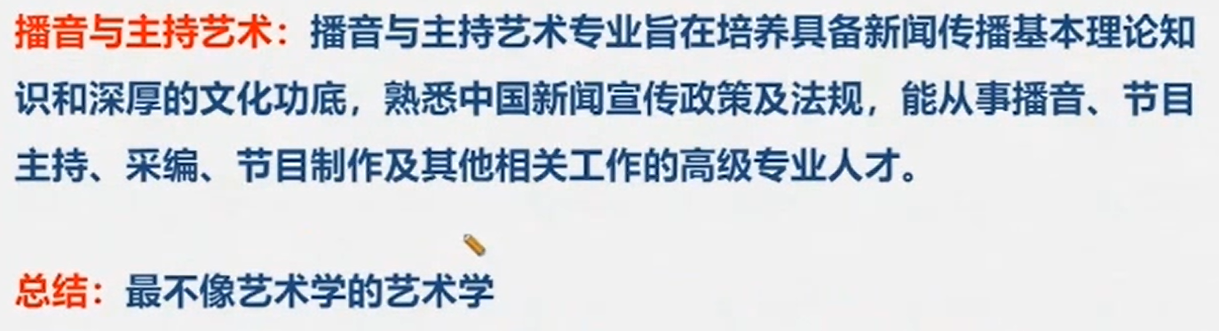 播音与主持艺术：播音与主持艺术专业旨在培养具备新闻传播基本理论知
识和深厚的文化功底，熟悉中国新闻宣传政策及法规，能从事播音、节目
主持、采编、节目制作及其他相关工作的高级专业人才。
总结：最不像艺术学的艺术学